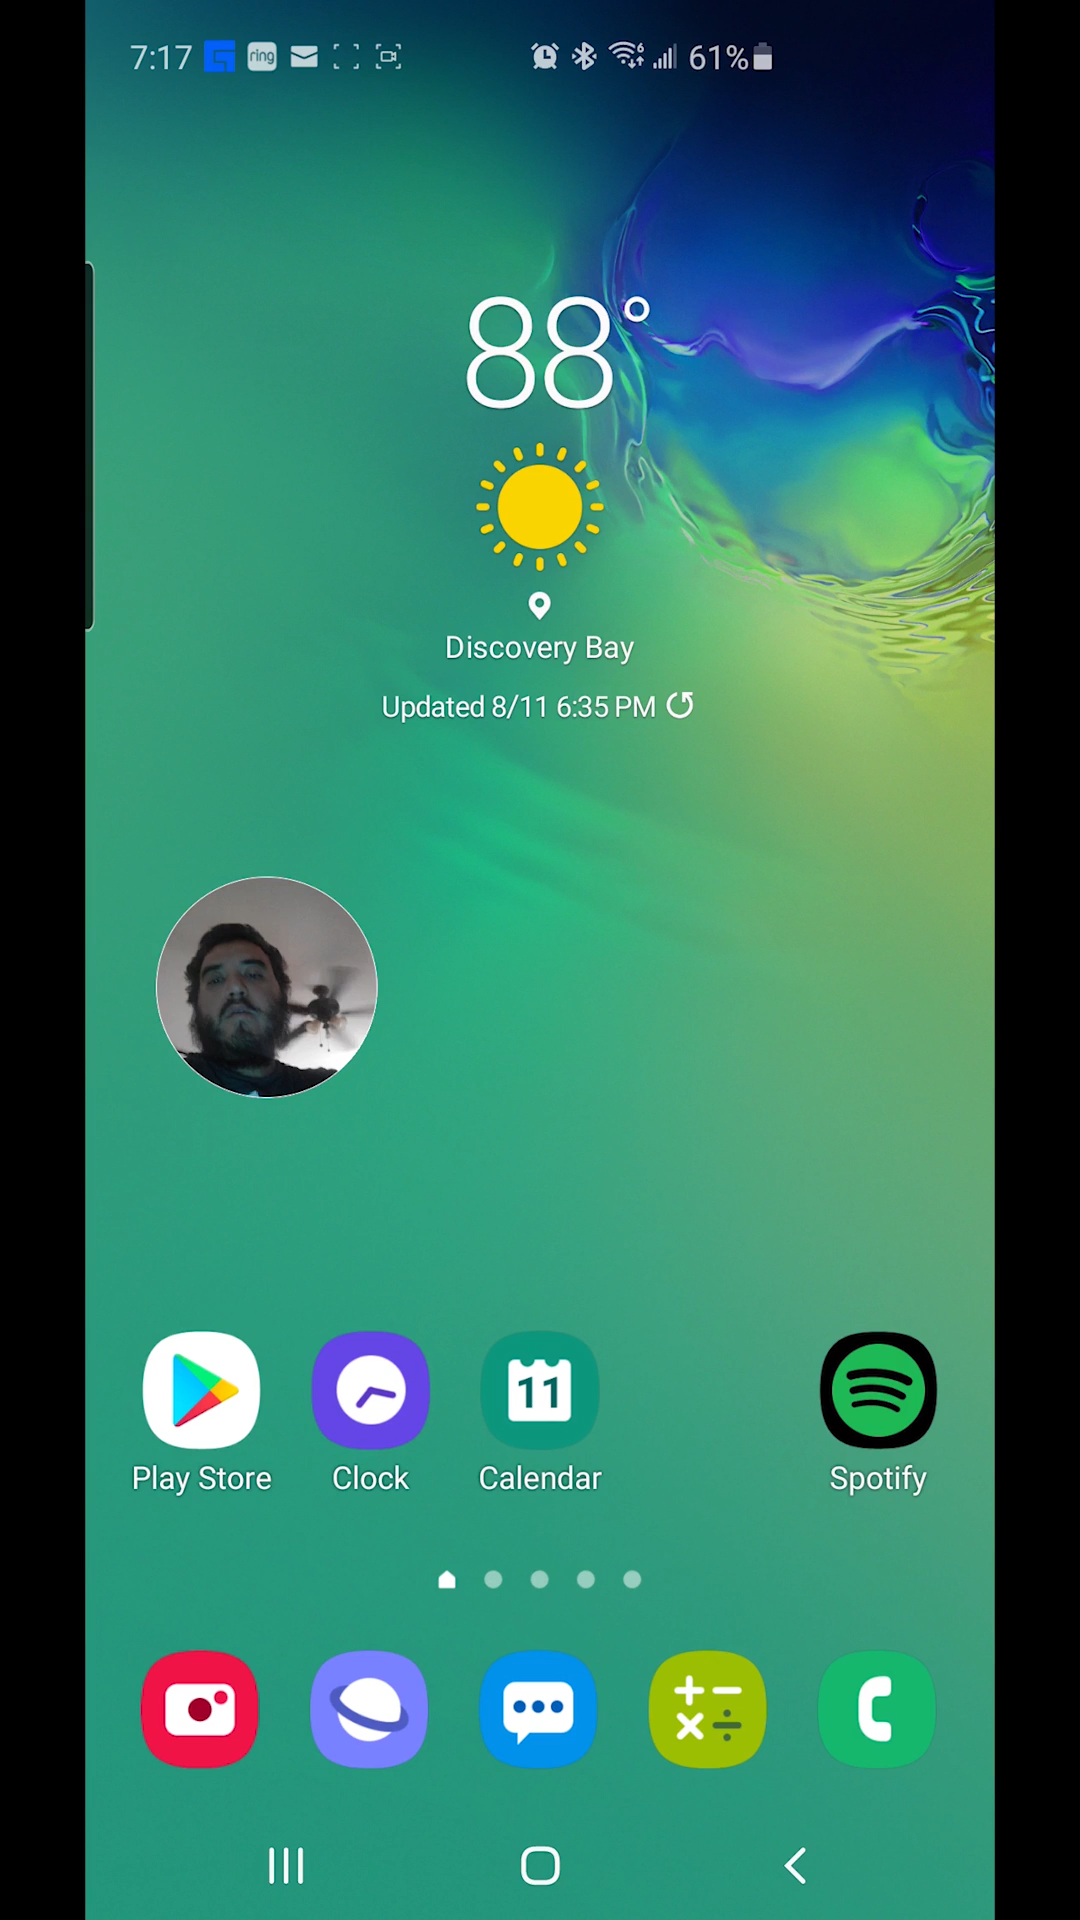 7:17 ring 61%
88°
Discovery Bay
Updated 8/11 6:35 PM
11
Play Store Clock Calendar Spotify